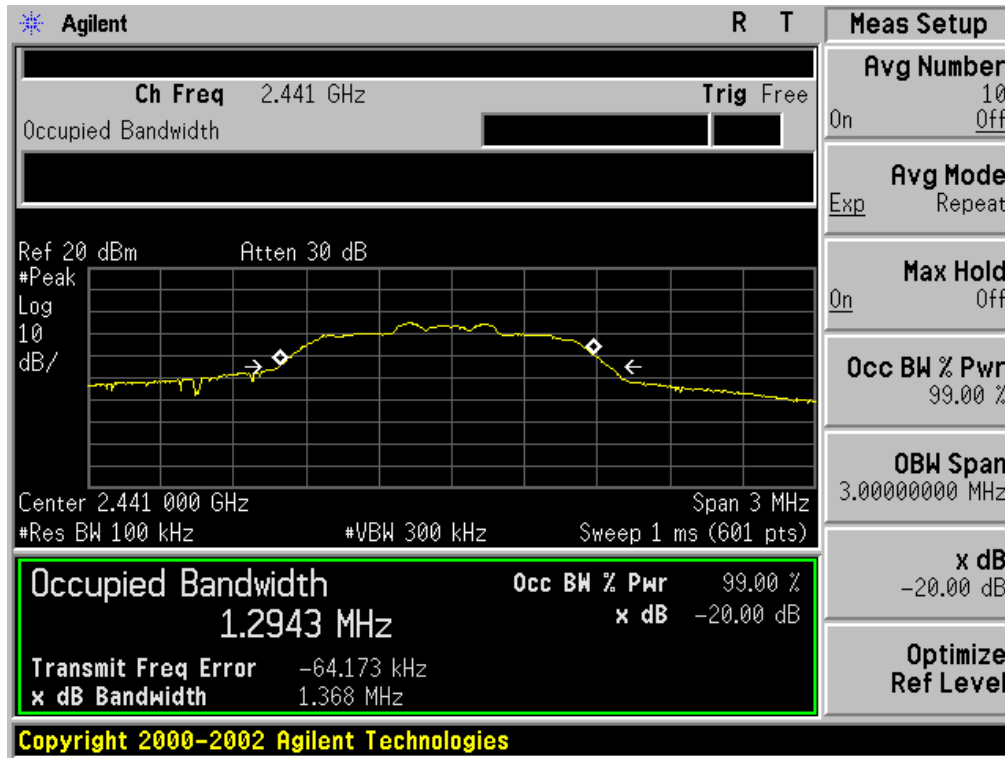 Agilent R T
Ch Freq 2.441 GHz Trig Free
Occupied Bandwidth
Ref 20 dBm Atten 30 dB
#Peak
Log
10
dB/
Center 2.441 000 GHz Span 3 MHz
#Res BW 100 kHz #VBW 300 kHz Sweep 1 ms (601 pts)
Occupied Bandwidth Occ BW % Pwr 99.00 %
1.2943 MHz x dB -20.00 dB
Transmit Freq Error -64.173 kHz
x dB Bandwidth 1.368 MHz
Copyright 2000-2002 Agilent Technologies
Meas Setup
Avg Number
10
On Off
Avg Mode
Exp Repeat
Max Hold
On Off
Occ BW % Pwr
99.00 %
OBW Span
3.00000000 MHz
x dB
-20.00 dB
Optimize
Ref Level